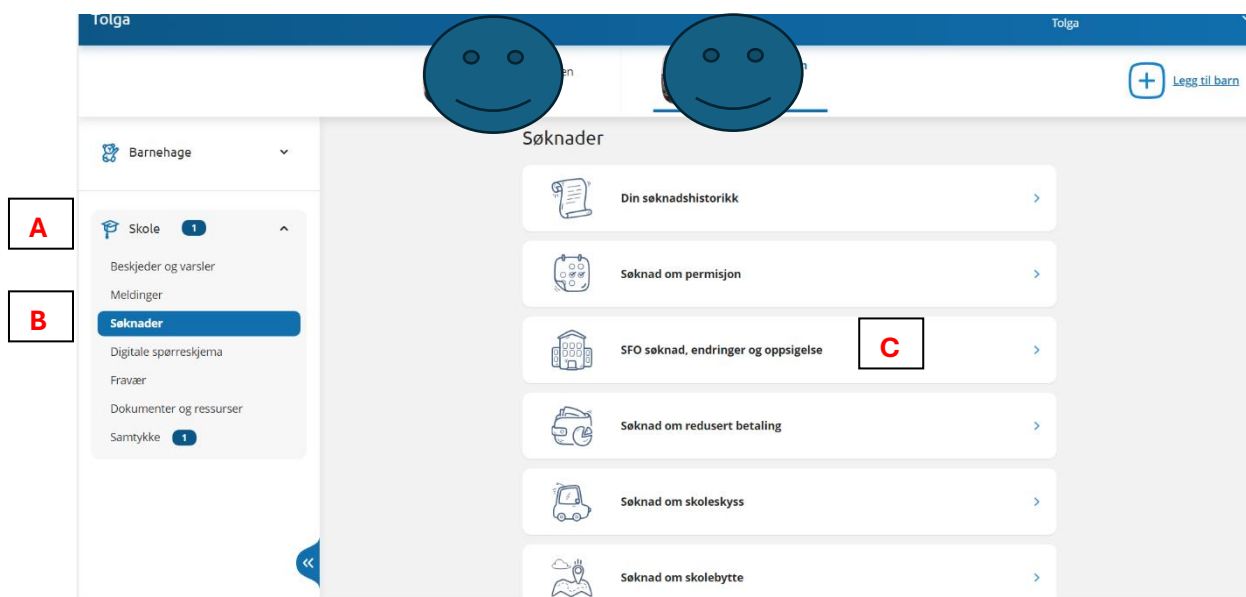 Tolga
Tolga
en
n
Legg til barn
Barnehage
A
Skole 1
Beskjeder og varsler
Meldinger
B
Søknader
Digitale spørreskjema
Fravær
Dokumenter og ressurser
Samtykke 1
Søknader
Din søknadshistorikk
Søknad om permisjon
SFO søknad, endringer og oppsigelse C
Søknad om redusert betaling
Søknad om skoleskyss
Søknad om skolebytte